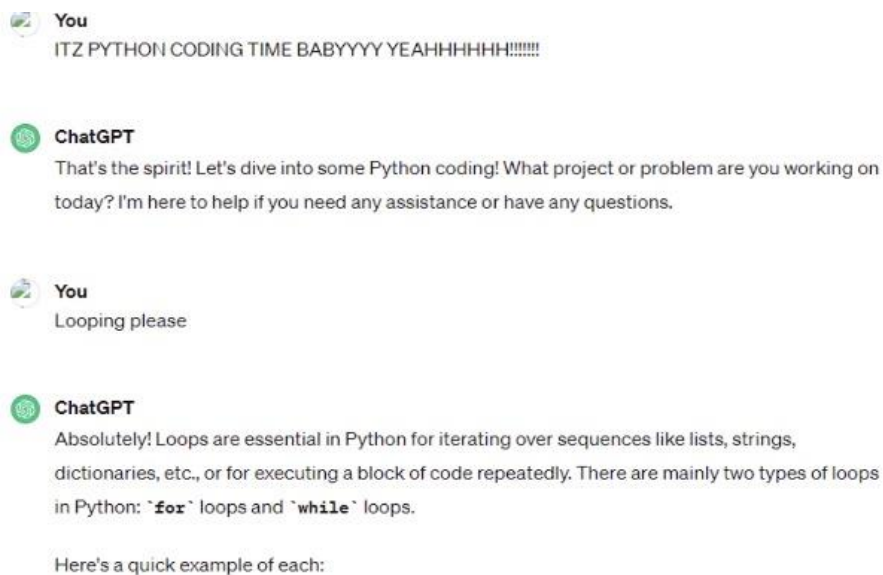 You
ITZ PYTHON CODING TIME BABYYYY YEAHHHHHH!!!!!!!
ChatGPT
That's the spirit! Let's dive into some Python coding! What project or problem are you working on
today? I'm here to help if you need any assistance or have any questions.
You
Looping please
ChatGPT
Absolutely! Loops are essential in Python for iterating over sequences like lists, strings,
dictionaries, etc., or for executing a block of code repeatedly. There are mainly two types of loops
in Python: `for` loops and `while` loops.
Here's a quick example of each: